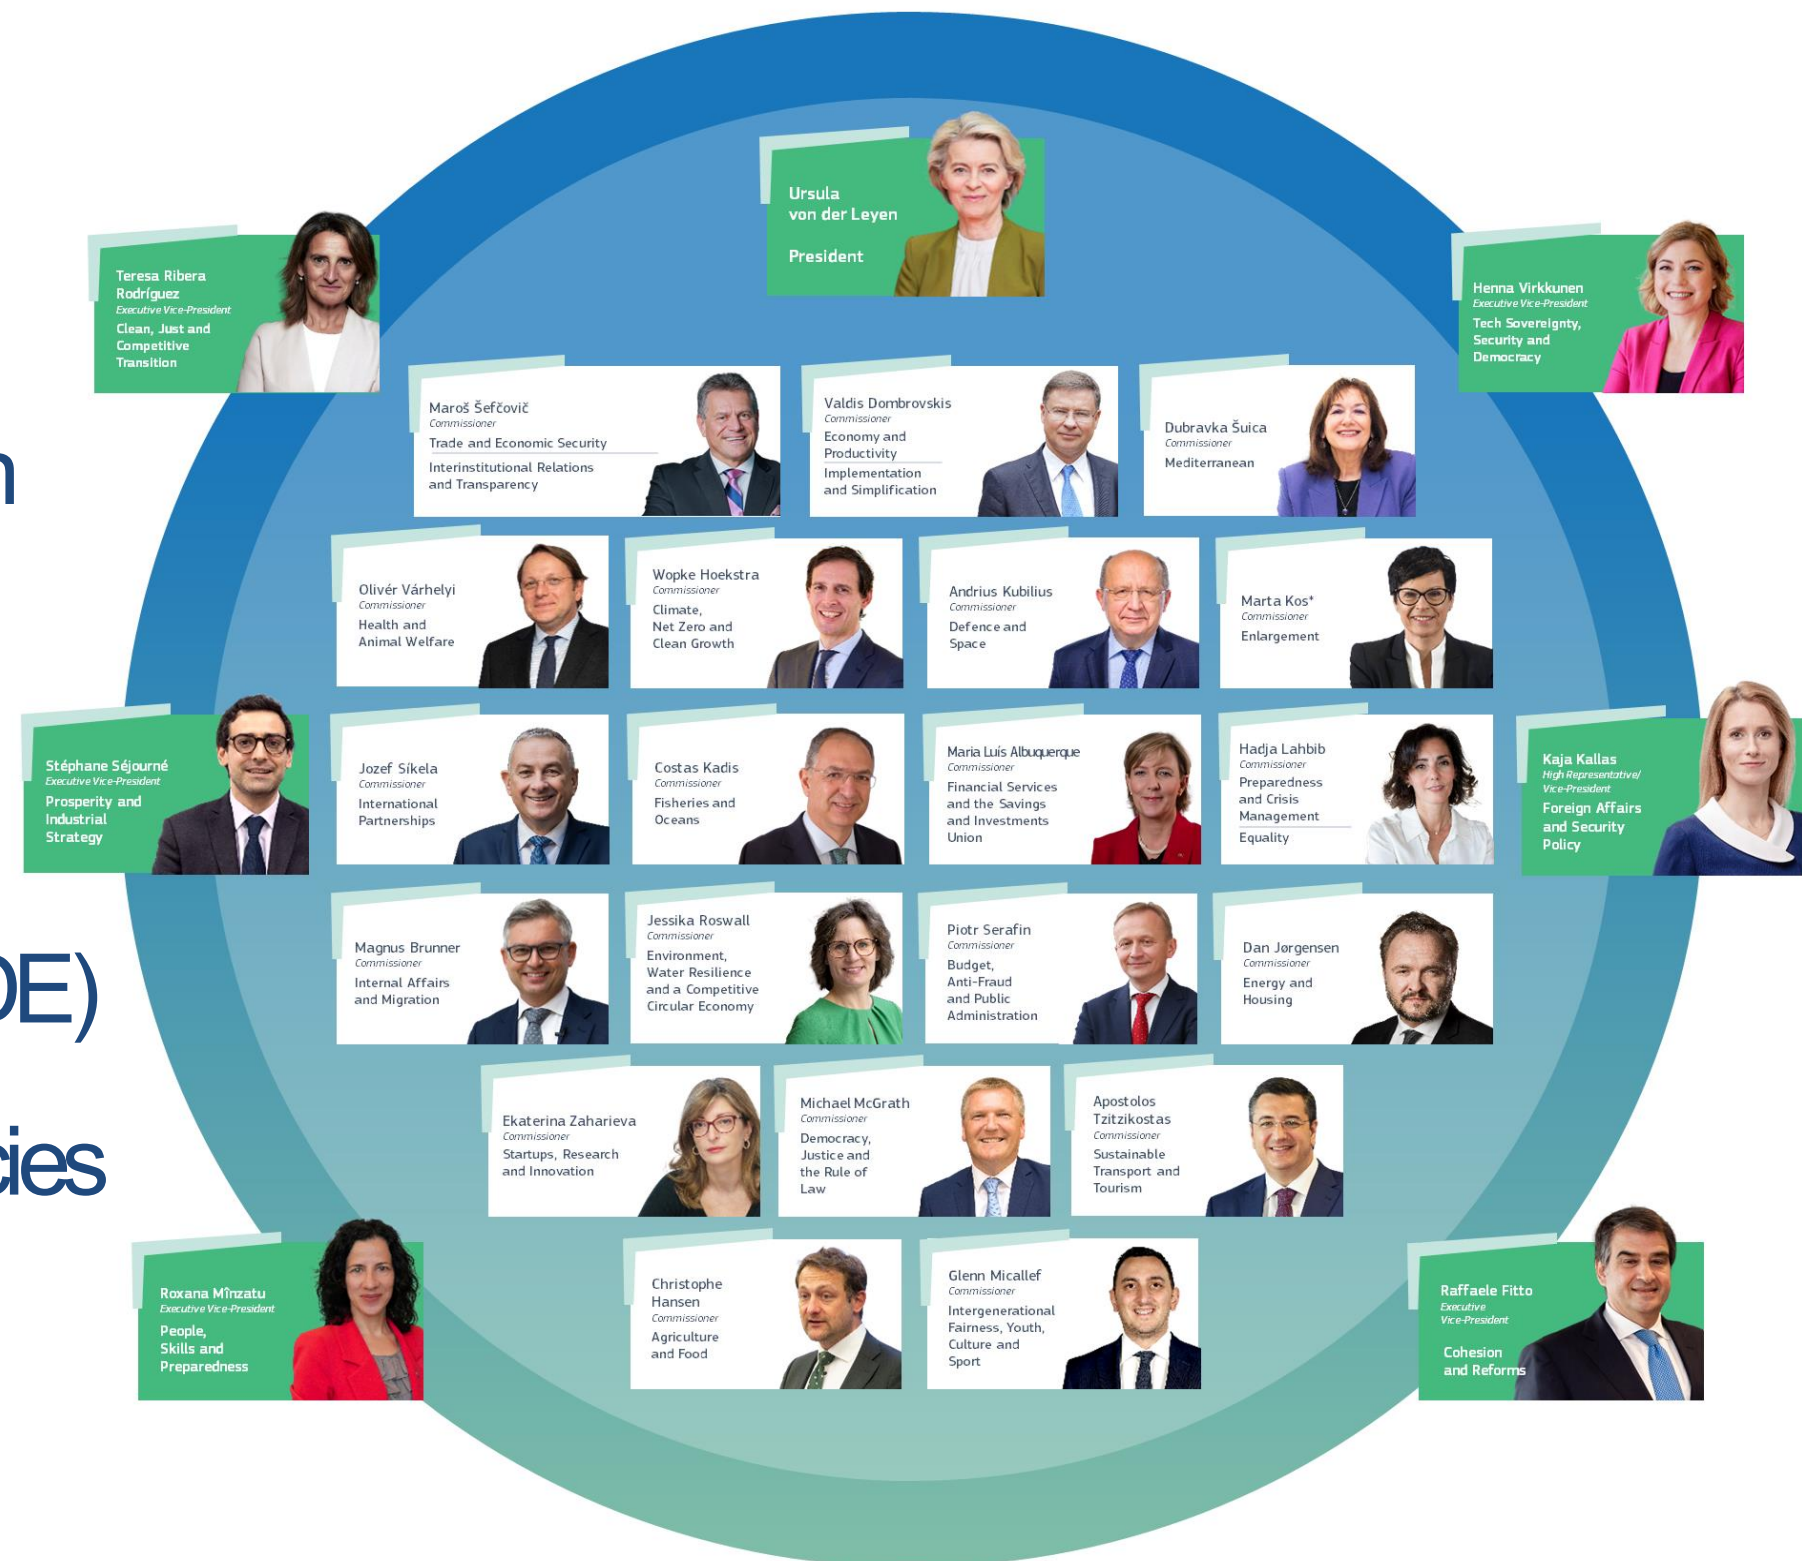 Ursula
von der Leyen
President
Teresa Ribera
Rodríguez
Executive Vice-President
Clean, Just and
Competitive
Transition
Henna Virkkunen
Executive Vice-President
Tech Sovereignty,
Security and
Democracy
Maroš Šefčovič
Commissioner
Trade and Economic Security
Interinstitutional Relations
and Transparency
Valdis Dombrovskis
Commissioner
Economy and
Productivity
Implementation
and Simplification
Dubravka Šuica
Commissioner
Mediterranean
n
Olivér Várhelyi
Commissioner
Health and
Animal Welfare
Wopke Hoekstra
Commissioner
Climate,
Net Zero and
Clean Growth
Andrius Kubilius
Commissioner
Defence and
Space
Marta Kos*
Commissioner
Enlargement
Stéphane Séjourné
Executive Vice-President
Prosperity and
Industrial
Strategy
Jozef Síkela
Commissioner
International
Partnerships
Costas Kadis
Commissioner
Fisheries and
Oceans
Maria Luís Albuquerque
Commissioner
Financial Services
and the Savings
and Investments
Union
Hadja Lahbib
Commissioner
Preparedness
and Crisis
Management
Equality
Kaja Kallas
High Representative/
Vice-President
Foreign Affairs
and Security
Policy
Magnus Brunner
Commissioner
Internal Affairs
and Migration
Jessika Roswall
Commissioner
Environment,
Water Resilience
and a Competitive
Circular Economy
Piotr Serafin
Commissioner
Budget,
Anti-Fraud
and Public
Administration
Dan Jørgensen
Commissioner
Energy and
Housing
DE)
Ekaterina Zaharieva
Commissioner
Startups, Research
and Innovation
Michael McGrath
Commissioner
Democracy,
Justice and
the Rule of
Law
Apostolos
Tzitzikostas
Commissioner
Sustainable
Transport and
Tourism
cies
Roxana Mînzatu
Executive Vice-President
People,
Skills and
Preparedness
Christophe
Hansen
Commissioner
Agriculture
and Food
Glenn Micallef
Commissioner
Intergenerational
Fairness, Youth,
Culture and
Sport
Raffaele Fitto
Executive
Vice-President
Cohesion
and Reforms